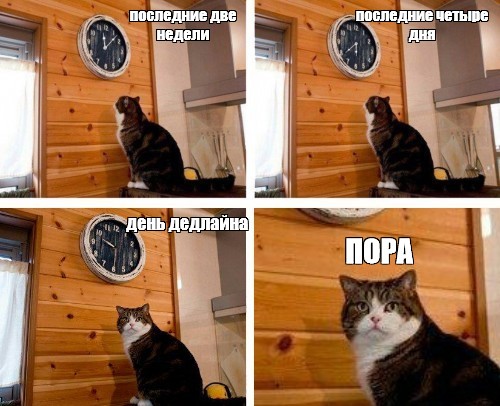 последние две
недели
последние четыре
дня
день дедлайна
ПОРА